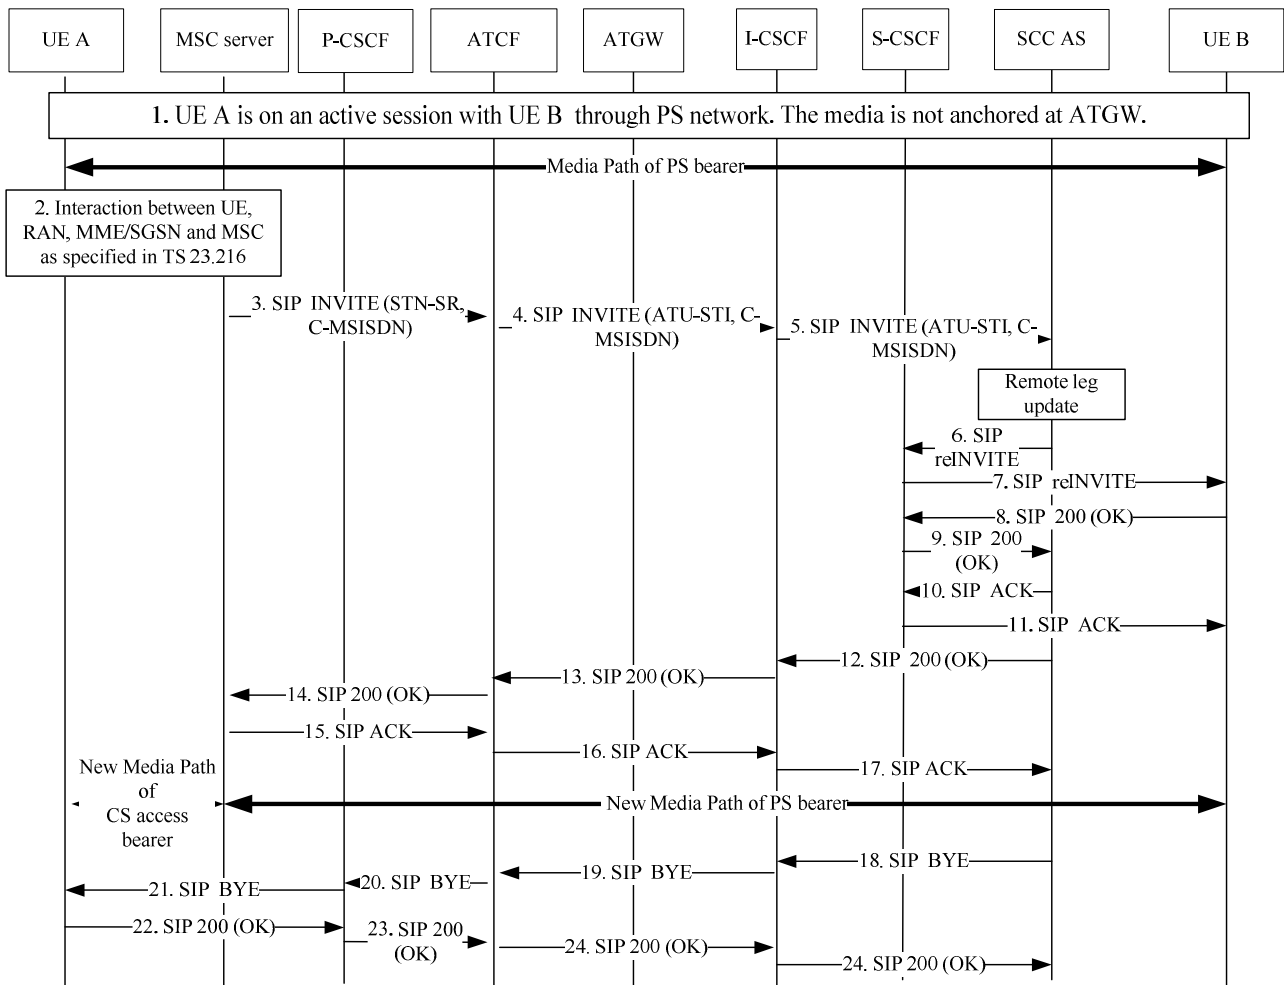 UE A
MSC server
P-CSCF
ATCF
ATGW
I-CSCF
S-CSCF
SCC AS
UE B
1. UE A is on an active session with UE B through PS network. The media is not anchored at ATGW.
Media Path of PS bearer
2. Interaction between UE,
RAN, MME/SGSN and MSC
as specified in TS 23.216
3. SIP INVITE (STN-SR,
C-MSISDN)
4. SIP INVITE (ATU-STI, C-
MSISDN)
5. SIP INVITE (ATU-STI, C-
MSISDN)
Remote leg
update
6. SIP
reINVITE
7. SIP reINVITE
8. SIP 200 (OK)
9. SIP 200
(OK)
10. SIP ACK
11. SIP ACK
12. SIP 200 (OK)
13. SIP 200 (OK)
14. SIP 200 (OK)
15. SIP ACK
16. SIP ACK
17. SIP ACK
New Media Path
of
CS access
bearer
New Media Path of PS bearer
18. SIP BYE
19. SIP BYE
20. SIP BYE
21. SIP BYE
22. SIP 200 (OK)
23. SIP 200
(OK)
24. SIP 200 (OK)
24. SIP 200 (OK)